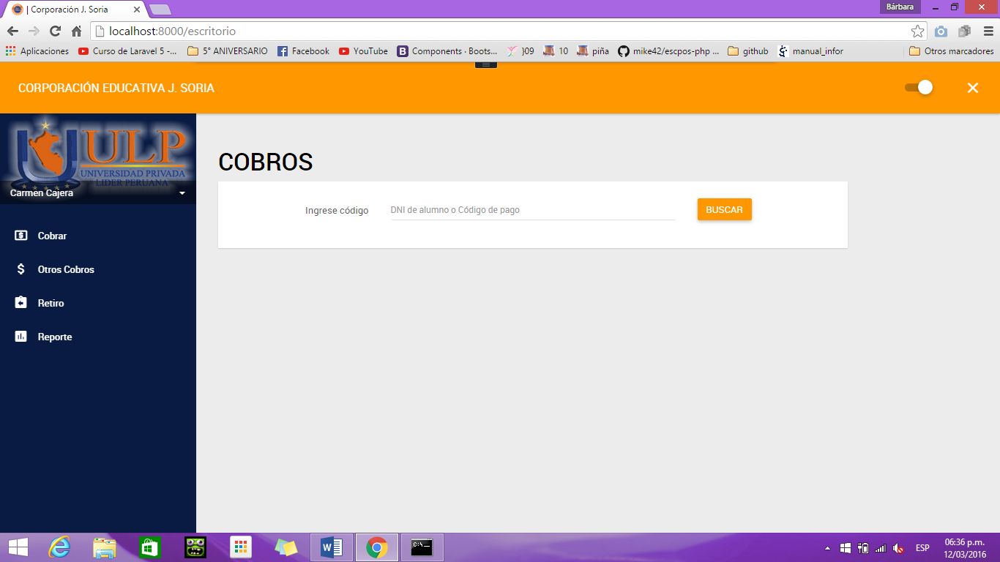 | Corporación J. Soria
Bárbara
localhost:8000/escritorio
Aplicaciones
Curso de Laravel 5 -...
5° ANIVERSARIO
Facebook
YouTube
Components · Boots...
)09
10
piña
mike42/escpos-php ...
github
manual_infor
Otros marcadores
CORPORACIÓN EDUCATIVA J. SORIA
ULP
UNIVERSIDAD PRIVADA
LIDER PERUANA
Carmen Cajera
Cobrar
Otros Cobros
Retiro
Reporte
COBROS
Ingrese código
DNI de alumno o Código de pago
BUSCAR
ESP
06:36 p.m.
12/03/2016